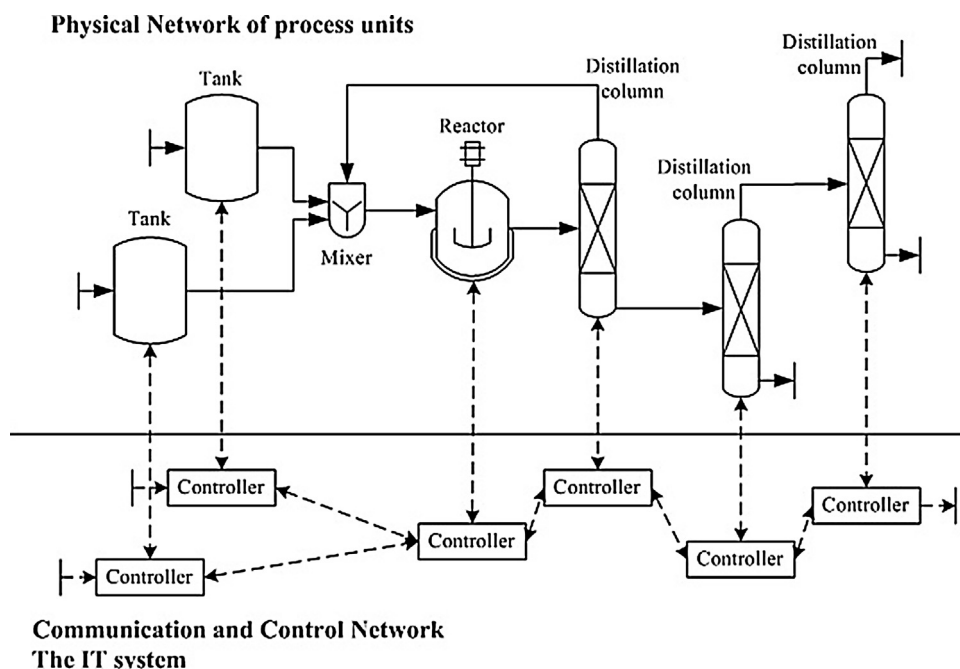 Physical Network of process units
Tank
Distillation
column
Distillation
column
Reactor
Distillation
column
Tank
Mixer
Controller
Controller
Controller
Controller
Controller
Controller
Communication and Control Network
The IT system